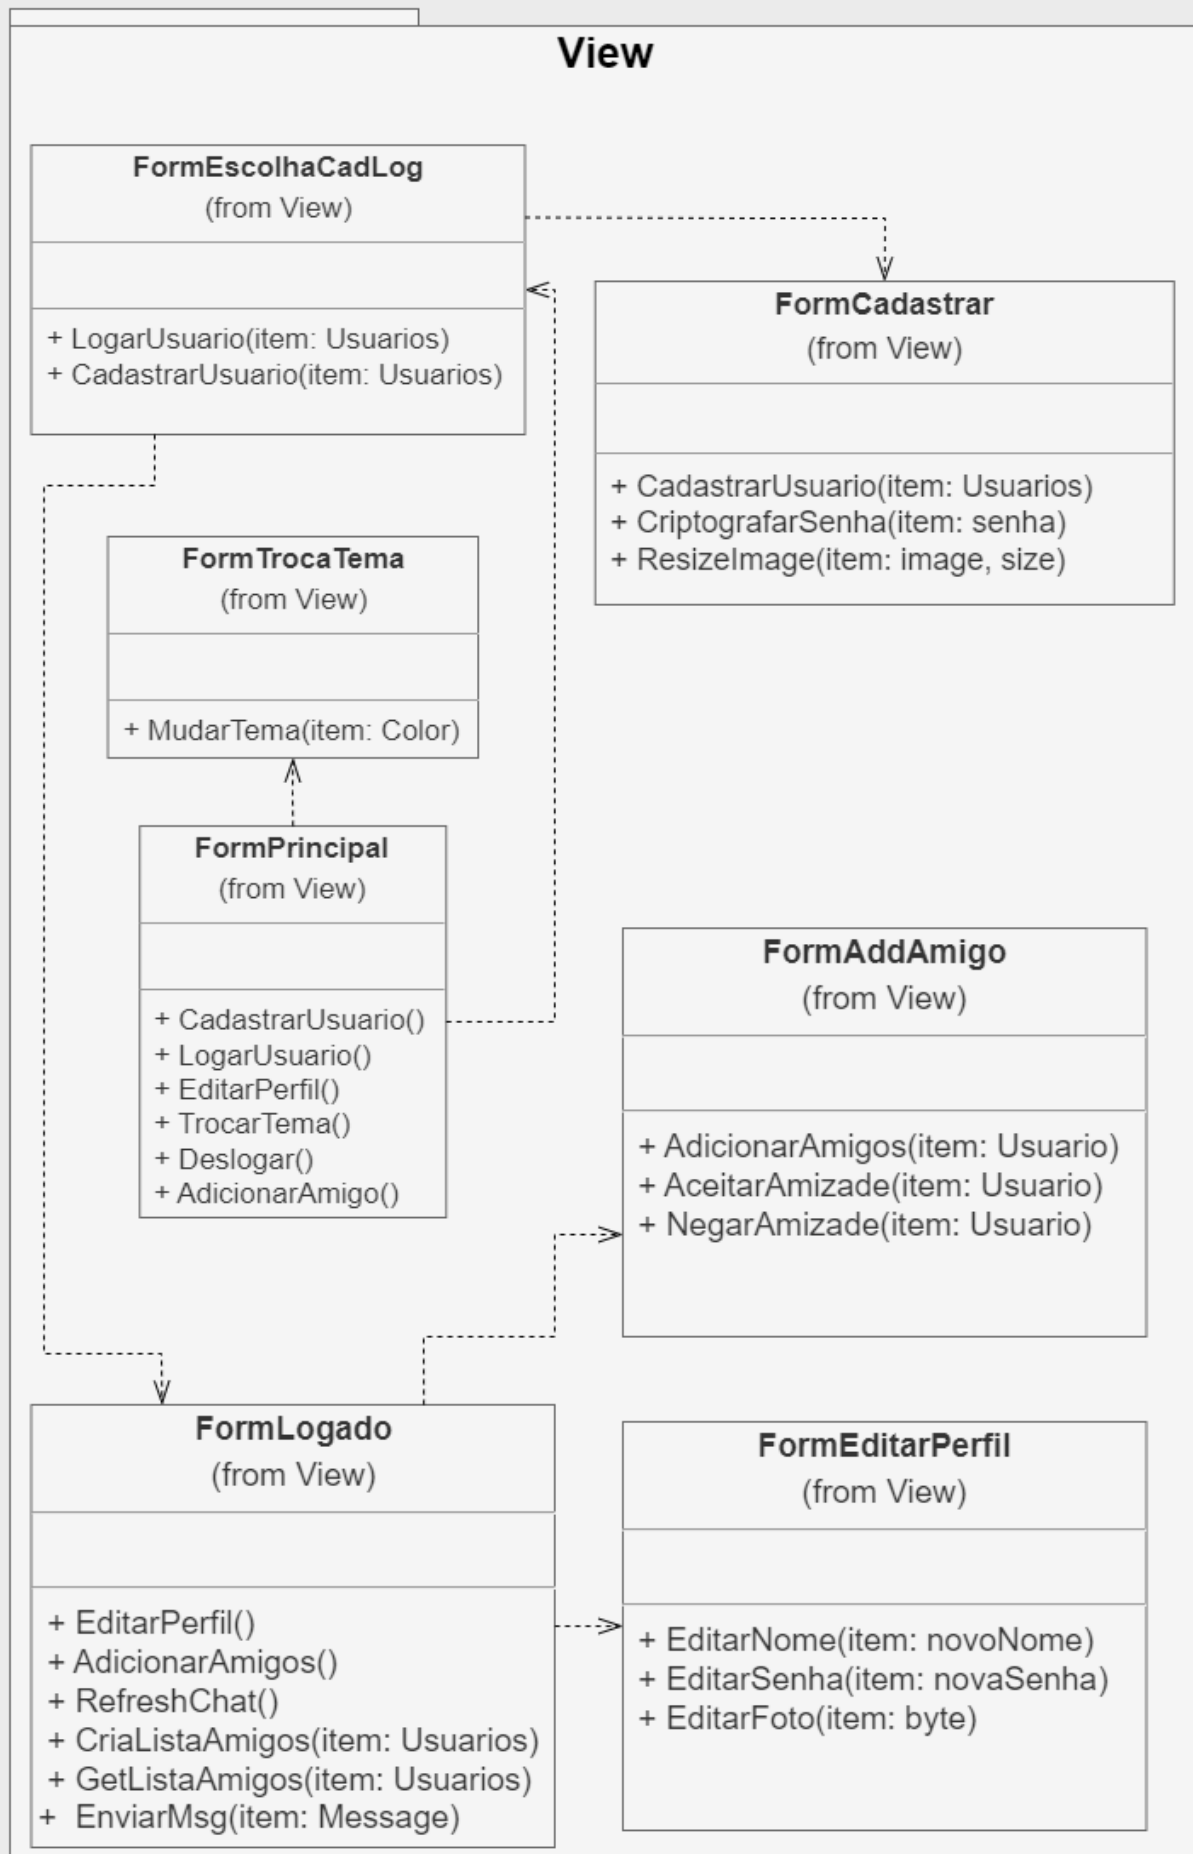 View
FormEscolhaCadLog
(from View)
+ LogarUsuario(item: Usuarios)
+ CadastrarUsuario(item: Usuarios)
FormCadastrar
(from View)
+ CadastrarUsuario(item: Usuarios)
+ CriptografarSenha(item: senha)
+ ResizeImage(item: image, size)
FormTrocaTema
(from View)
+ MudarTema(item: Color)
FormPrincipal
(from View)
+ CadastrarUsuario()
+ LogarUsuario()
+ EditarPerfil()
+ TrocarTema()
+ Deslogar()
+ AdicionarAmigo()
FormAddAmigo
(from View)
+ AdicionarAmigos(item: Usuario)
+ AceitarAmizade(item: Usuario)
+ NegarAmizade(item: Usuario)
FormLogado
(from View)
+ EditarPerfil()
+ AdicionarAmigos()
+ RefreshChat()
+ CriaListaAmigos(item: Usuarios)
+ GetListaAmigos(item: Usuarios)
+ EnviarMsg(item: Message)
FormEditarPerfil
(from View)
+ EditarNome(item: novoNome)
+ EditarSenha(item: novaSenha)
+ EditarFoto(item: byte)